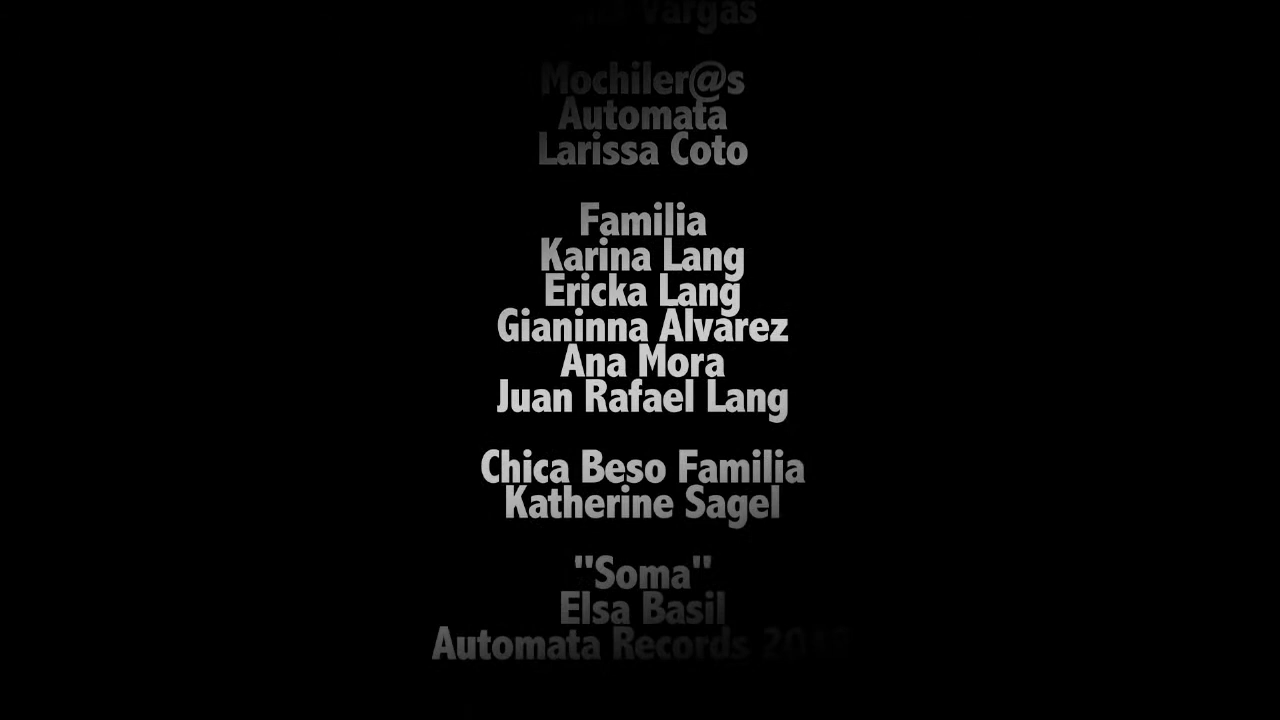 Vargas
Mochiler@s
Automata
Larissa Coto
Familia
Karina Lang
Ericka Lang
Gianinna Alvarez
Ana Mora
Juan Rafael Lang
Chica Beso Familia
Katherine Sagel
"Soma"
Elsa Basil
Automata Records